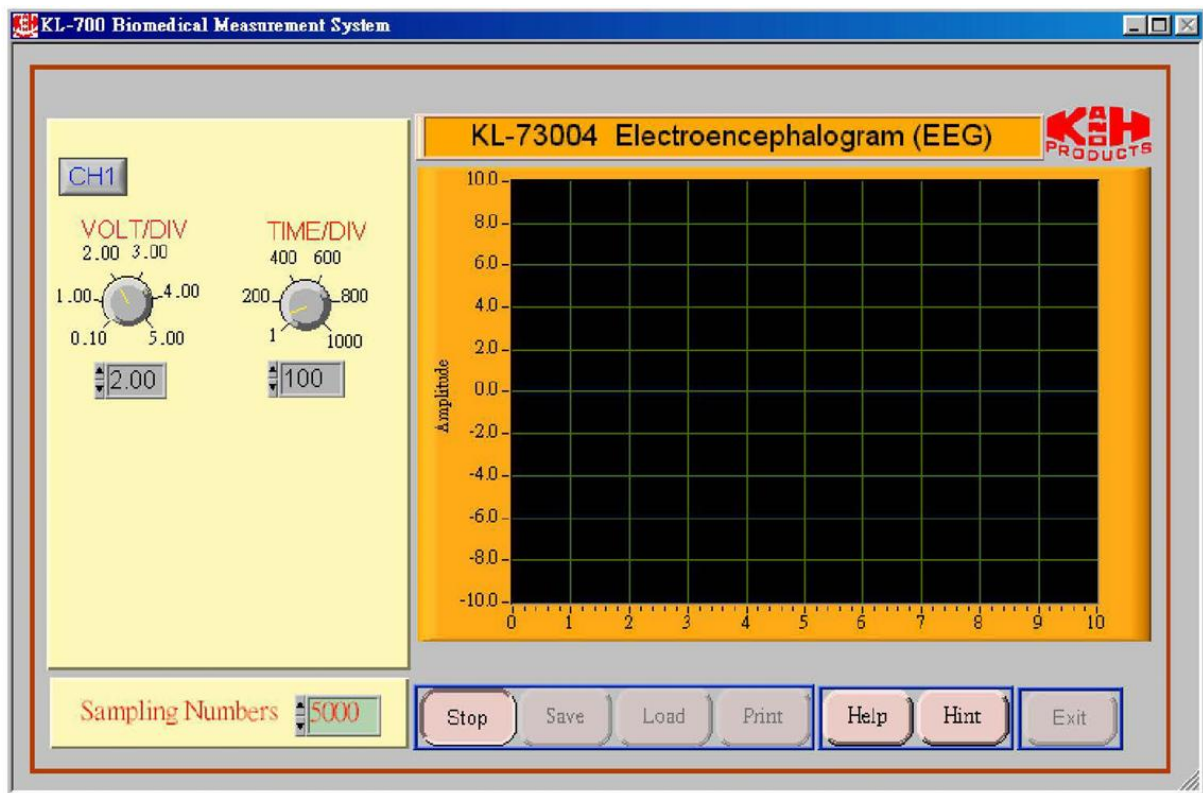 KL-700 Biomedical Measurement System
KL-73004 Electroencephalogram (EEG)
K AND H
PRODUCTS
CH1
VOLT/DIV
2.00 3.00
1.00 4.00
0.10 5.00
2.00
TIME/DIV
400 600
200 800
1 1000
100
Amplitude
10.0
8.0
6.0
4.0
2.0
0.0
-2.0
-4.0
-6.0
-8.0
-10.0
0 1 2 3 4 5 6 7 8 9 10
Sampling Numbers 5000
Stop Save Load Print Help Hint Exit